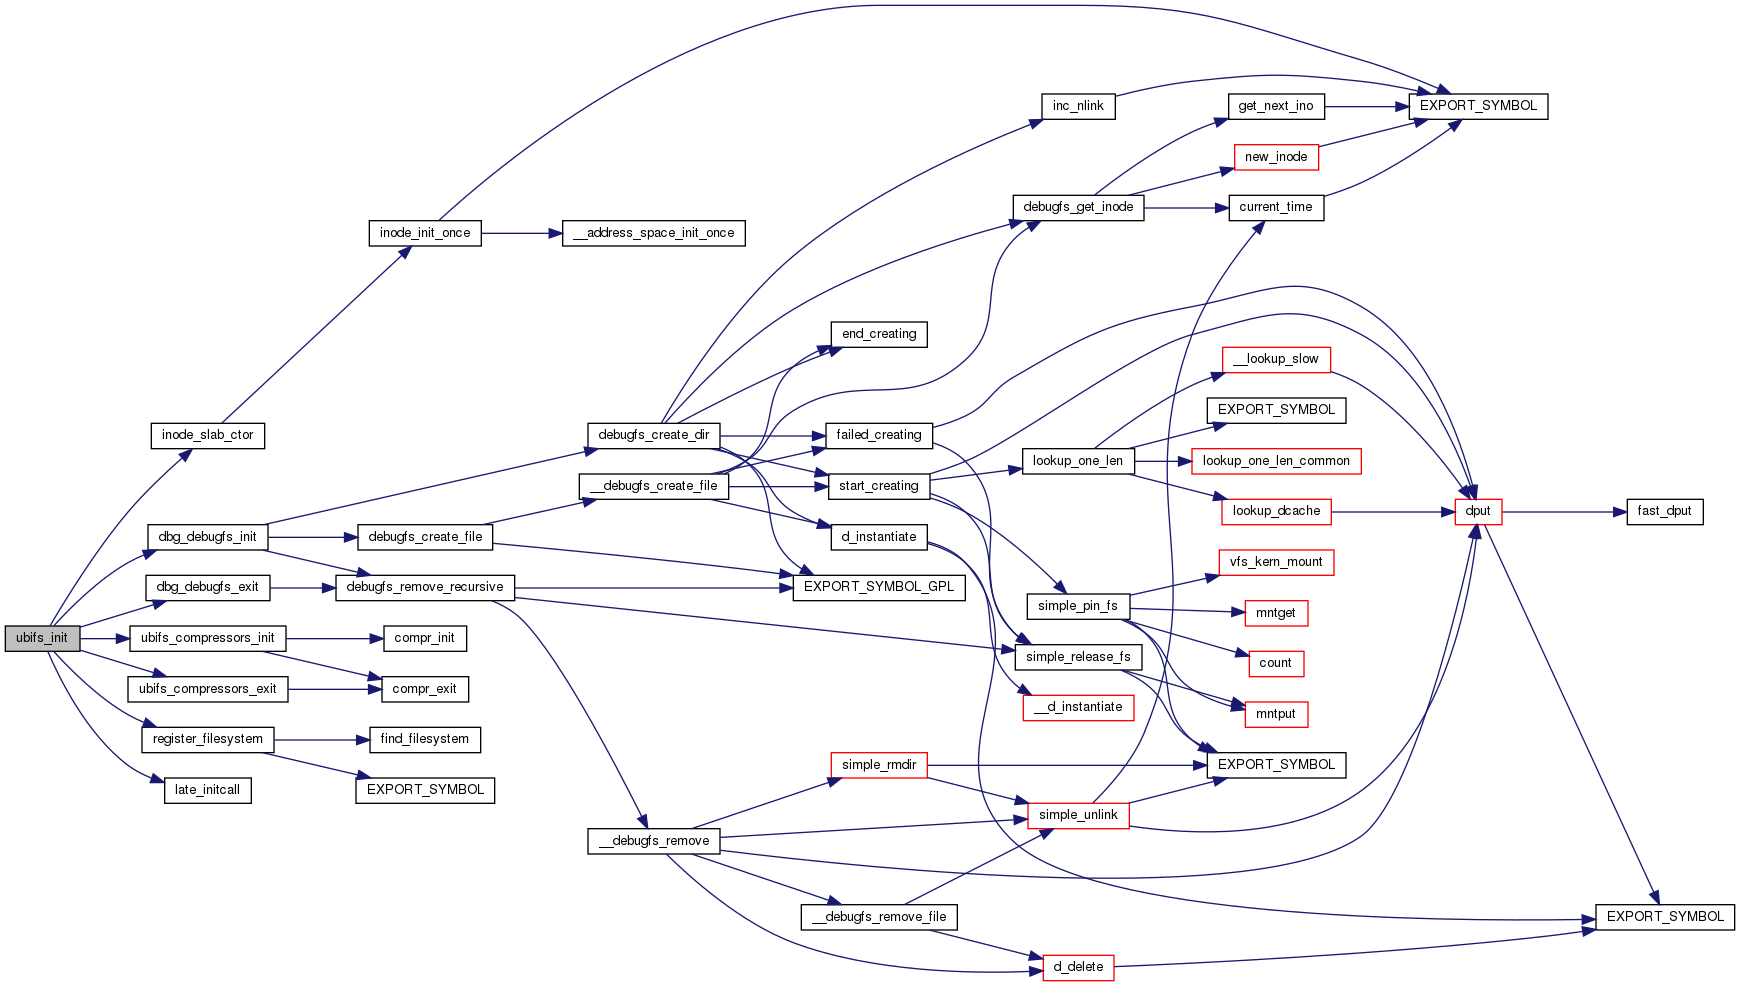 inc_nlink
get_next_ino
EXPORT_SYMBOL
new_inode
debugfs_get_inode
current_time
inode_init_once
__address_space_init_once
end_creating
__lookup_slow
EXPORT_SYMBOL
inode_slab_ctor
debugfs_create_dir
failed_creating
lookup_one_len
lookup_one_len_common
__debugfs_create_file
start_creating
lookup_dcache
dput
fast_dput
dbg_debugfs_init
debugfs_create_file
d_instantiate
vfs_kern_mount
dbg_debugfs_exit
debugfs_remove_recursive
EXPORT_SYMBOL_GPL
simple_pin_fs
mntget
ubifs_init
ubifs_compressors_init
compr_init
simple_release_fs
count
ubifs_compressors_exit
compr_exit
__d_instantiate
mntput
register_filesystem
find_filesystem
simple_rmdir
EXPORT_SYMBOL
late_initcall
EXPORT_SYMBOL
simple_unlink
__debugfs_remove
__debugfs_remove_file
EXPORT_SYMBOL
d_delete